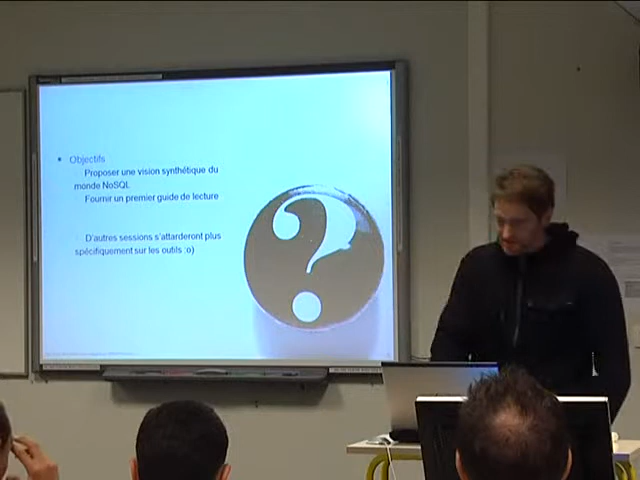 • Objectifs
Proposer une vision synthétique du
monde NoSQL
Fournir un premier guide de lecture
D'autres sessions s'attarderont plus
spécifiquement sur les outils :o)